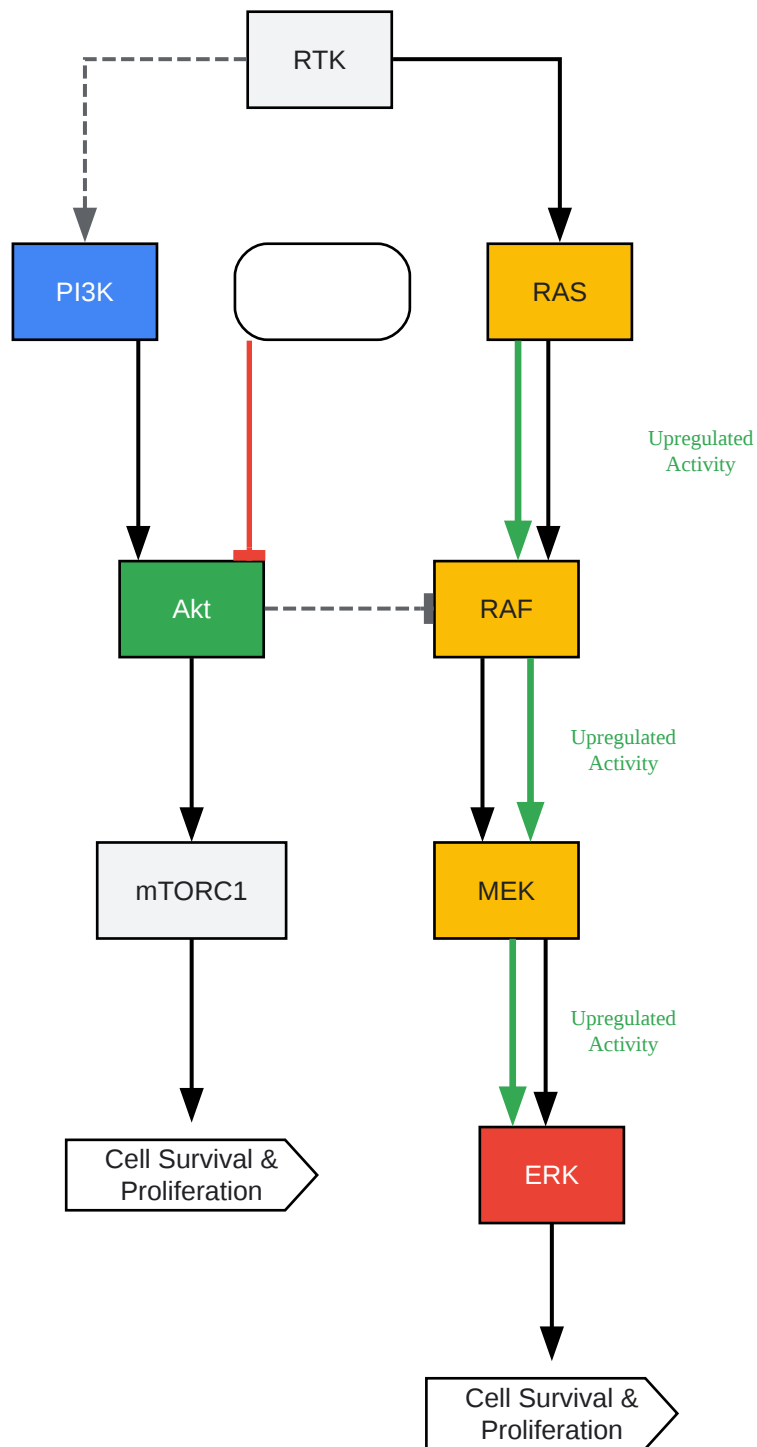 RTK
PI3K
RAS
Upregulated
Activity
Akt
RAF
Upregulated
Activity
mTORC1
MEK
Upregulated
Activity
Cell Survival &
Proliferation
ERK
Cell Survival &
Proliferation